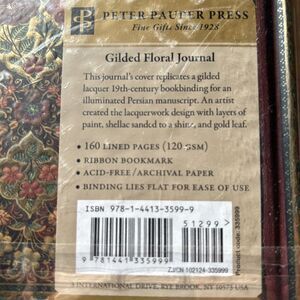 PETER PAUPER PRESS
Fine Gifts Since 1928
Gilded Floral Journal
This journal's cover replicates a gilded
lacquer 19th-century bookbinding for
an illuminated Persian manuscript. An artist
created the lacquerwork design with layers of
paint, shellac sanded to a shine, and gold leaf.
• 160 LINED PAGES (120 GSM)
• RIBBON BOOKMARK
• ACID-FREE/ARCHIVAL PAPER
• BINDING LIES FLAT FOR EASE OF USE
ISBN 978-1-4413-3599-9
51299
9 781441 335999
Product code: 335999
ZJ/CN 102124-335999
3 INTERNATIONAL DRIVE, RYE BROOK, NY 10573 USA